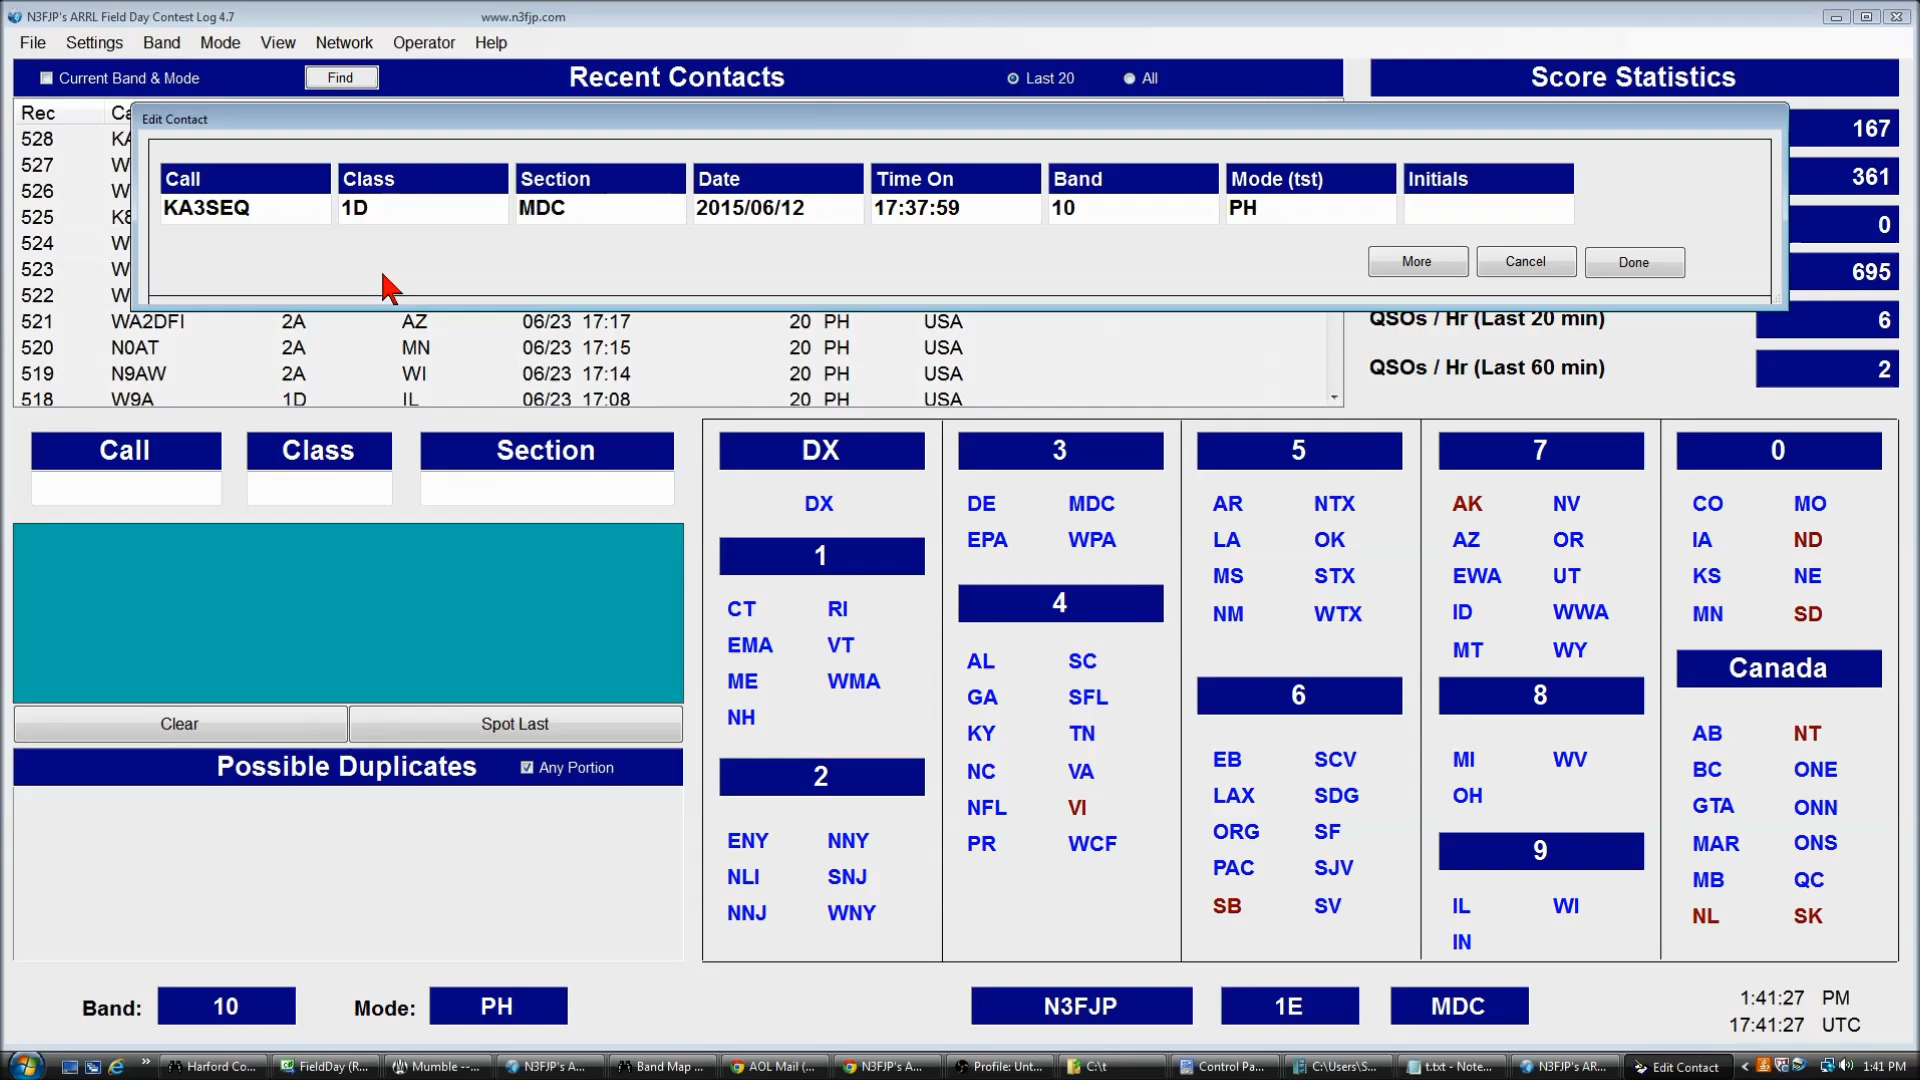 N3FJP's ARRL Field Day Contest Log 4.7 www.n3fjp.com
File Settings Band Mode View Network Operator Help
Current Band & Mode Find Recent Contacts Last 20 All Score Statistics
Rec
Edit Contact
167
361
0
695
6
2
528 KA
527 W
526 W
525
524 W
523 W
522 W
Call Class Section Date Time On Band Mode (tst) Initials
KA3SEQ 1D MDC 2015/06/12 17:37:59 10 PH
More Cancel Done
521 WA2DFI 2A AZ 06/23 17:17 20 PH USA
520 N0AT 2A MN 06/23 17:15 20 PH USA
519 N9AW 2A WI 06/23 17:14 20 PH USA
518 W9A 1D IL 06/23 17:08 20 PH USA
QSOs / Hr (Last 20 min)
QSOs / Hr (Last 60 min)
Call Class Section
Clear Spot Last
Possible Duplicates Any Portion
DX
DX
1
CT RI
EMA VT
ME WMA
NH
2
ENY NNY
NLI SNJ
NNJ WNY
3
DE MDC
EPA WPA
4
AL SC
GA SFL
KY TN
NC VA
NFL VI
PR WCF
5
AR NTX
LA OK
MS STX
NM WTX
6
EB SCV
LAX SDG
ORG SF
PAC SJV
SB SV
7
AK NV
AZ OR
EWA UT
ID WWA
MT WY
8
MI WV
OH
9
IL WI
IN
0
CO MO
IA ND
KS NE
MN SD
Canada
AB NT
BC ONE
GTA ONN
MAR ONS
MB QC
NL SK
Band: 10 Mode: PH N3FJP 1E MDC
1:41:27 PM
17:41:27 UTC
Harford Co... FieldDay (R... Mumble --... N3FJP's A... Band Map ... AOL Mail (... N3FJP's A... Profile: Unt... C:\t Control Pa... C:\Users\S... t.txt - Note... N3FJP's AR... Edit Contact 1:41 PM